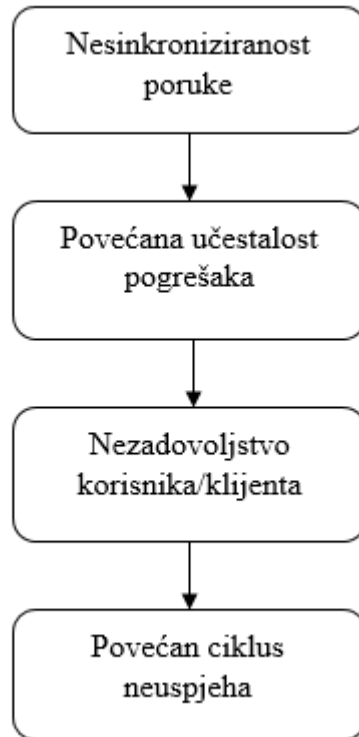 Nesinkroniziranost
poruke
Povećana učestalost
pogrešaka
Nezadovoljstvo
korisnika/klijenta
Povećan ciklus
neuspjeha